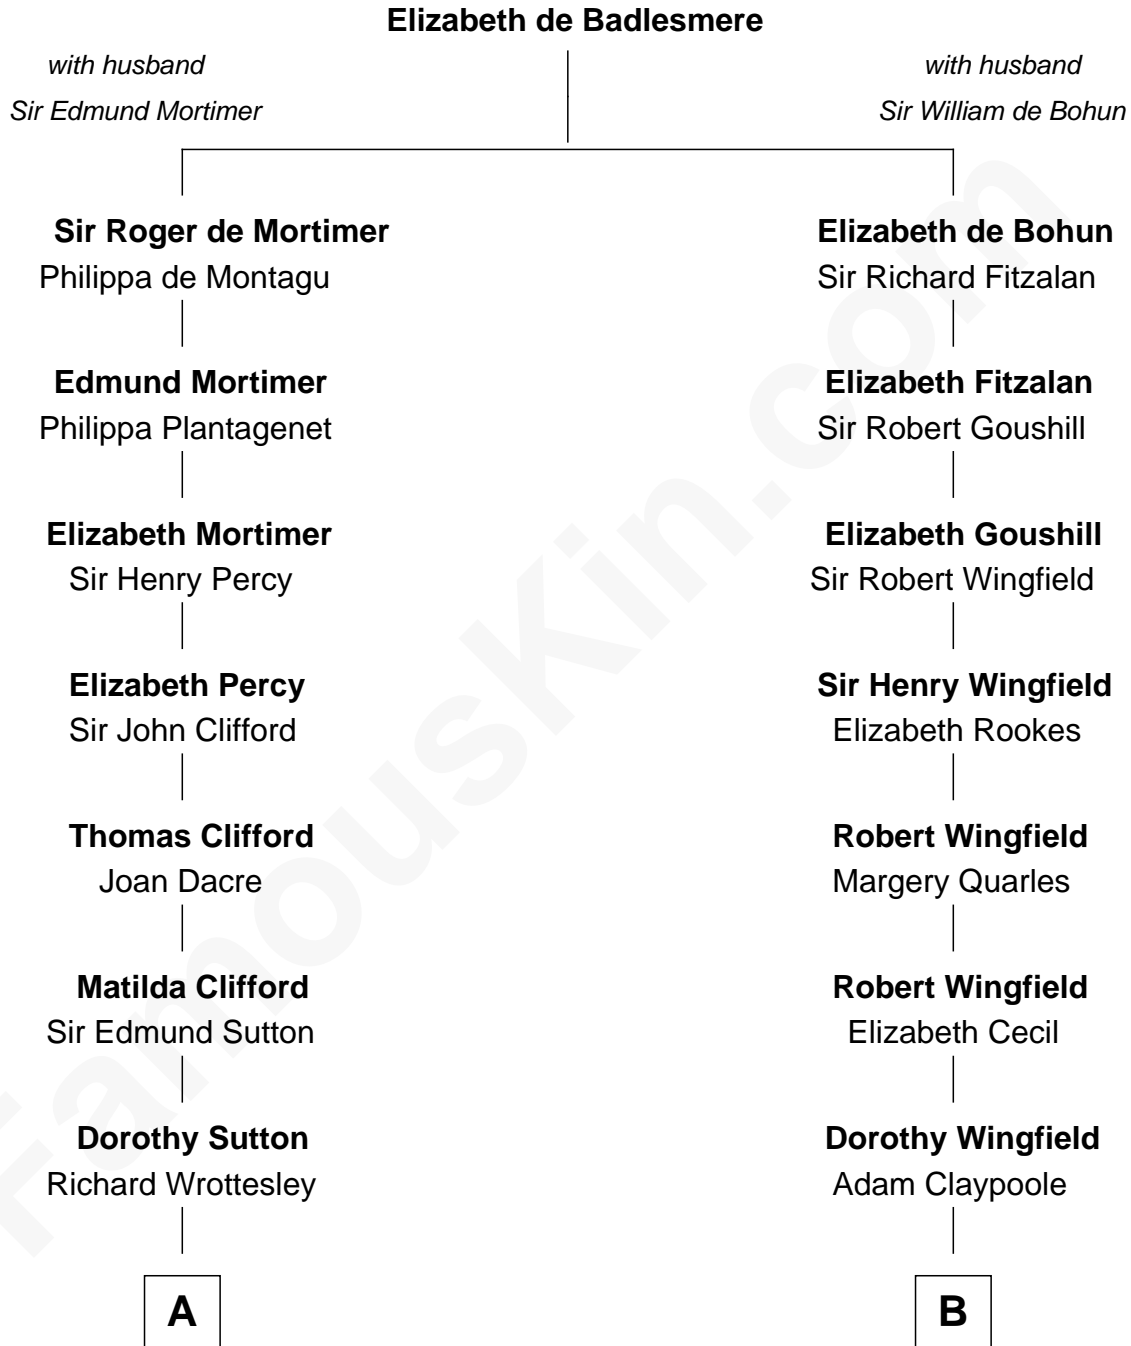 Elizabeth de Badlesmere
with husband
Sir Edmund Mortimer
with husband
Sir William de Bohun
Sir Roger de Mortimer
Philippa de Montagu
Elizabeth de Bohun
Sir Richard Fitzalan
Edmund Mortimer
Philippa Plantagenet
Elizabeth Fitzalan
Sir Robert Goushill
Elizabeth Mortimer
Sir Henry Percy
Elizabeth Goushill
Sir Robert Wingfield
Elizabeth Percy
Sir John Clifford
Sir Henry Wingfield
Elizabeth Rookes
Thomas Clifford
Joan Dacre
Robert Wingfield
Margery Quarles
Matilda Clifford
Sir Edmund Sutton
Robert Wingfield
Elizabeth Cecil
Dorothy Sutton
Richard Wrottesley
Dorothy Wingfield
Adam Claypoole
A
B
FamousKin.com